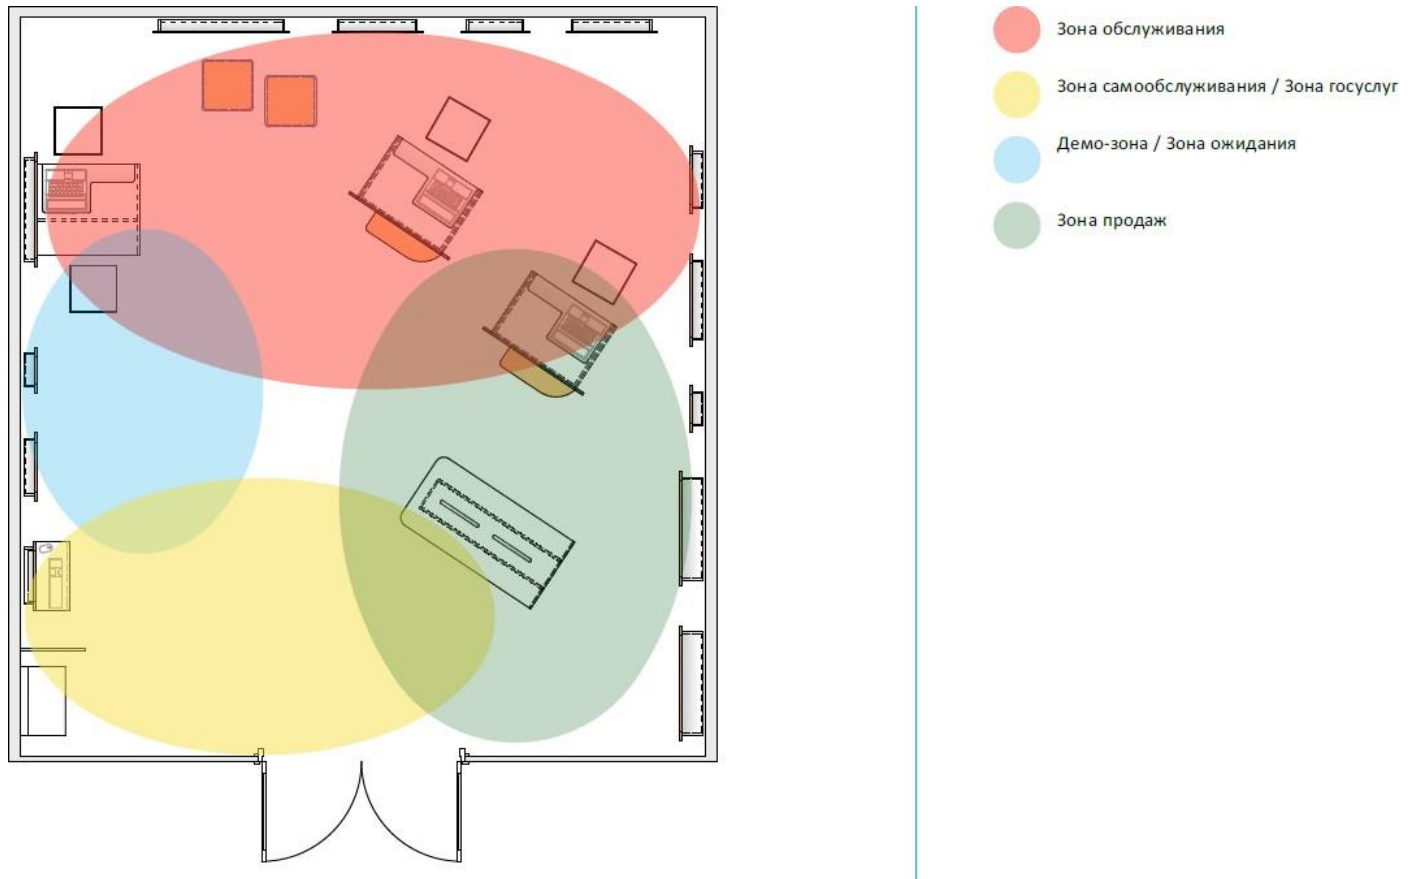 Зона обслуживания
Зона самообслуживания / Зона госуслуг
Демо-зона / Зона ожидания
Зона продаж